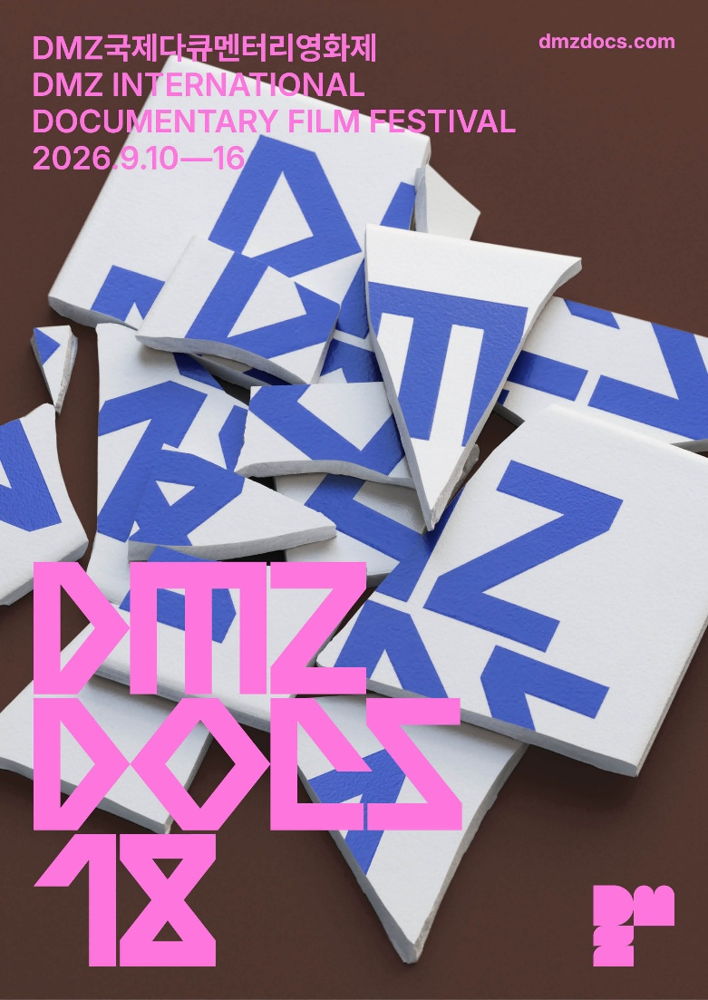 DMZ국제다큐멘터리영화제
DMZ INTERNATIONAL
DOCUMENTARY FILM FESTIVAL
2026.9.10—16
dmzdocs.com
DMZ
DOCS
18
DM
Z